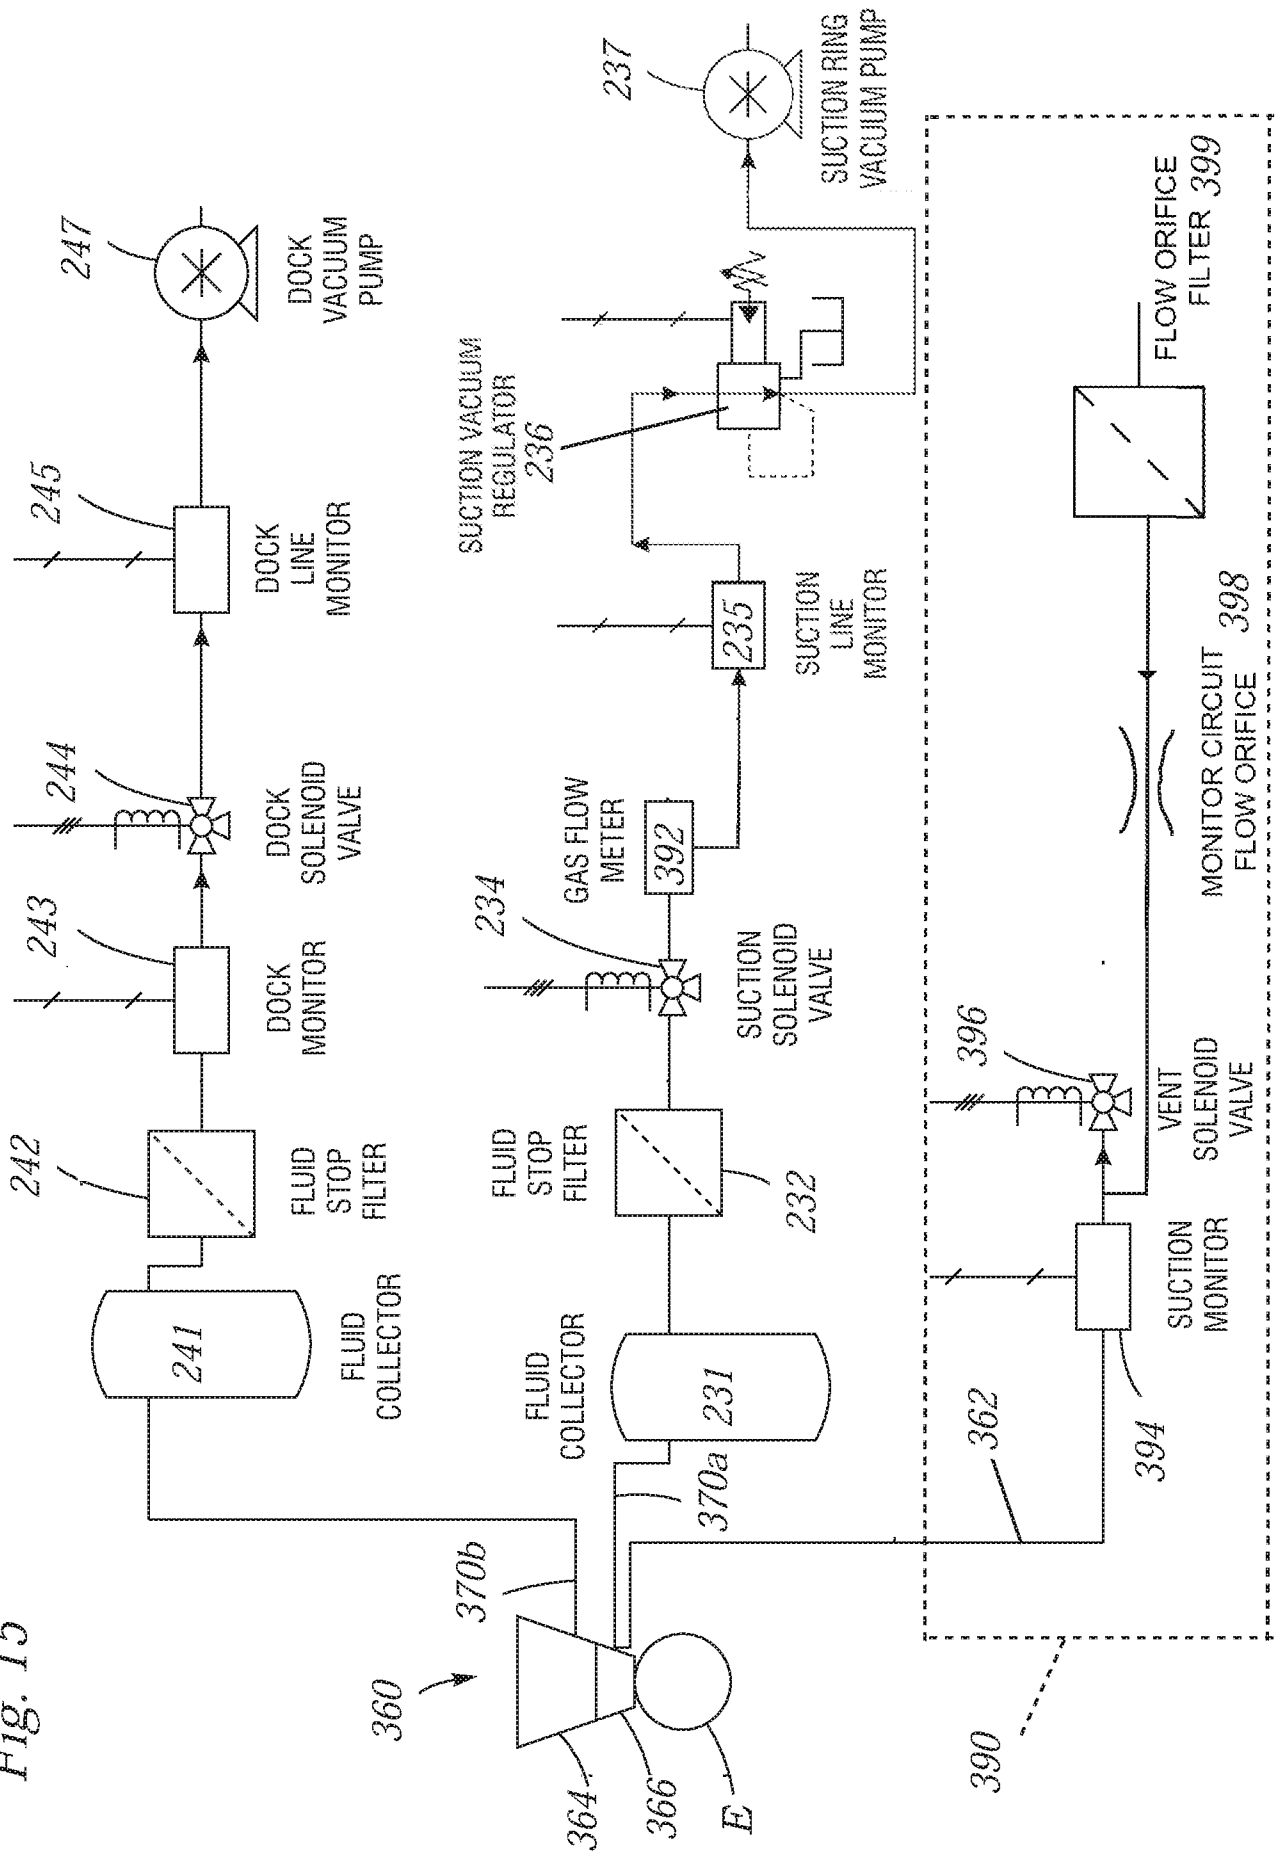 Fig. 15
247
DOCK
VACUUM
PUMP
245
DOCK
LINE
MONITOR
244
DOCK
SOLENOID
VALVE
243
DOCK
MONITOR
242
FLUID
STOP
FILTER
241
FLUID
COLLECTOR
237
SUCTION RING
VACUUM PUMP
SUCTION VACUUM
REGULATOR
236
235
SUCTION
LINE
MONITOR
GAS FLOW
METER
392
234
SUCTION
SOLENOID
VALVE
FLUID
STOP
FILTER
232
FLUID
COLLECTOR
231
370a
370b
360
364
366
E
FLOW ORIFICE
FILTER 399
MONITOR CIRCUIT
FLOW ORIFICE 398
396
VENT
SOLENOID
VALVE
SUCTION
MONITOR
394
362
390